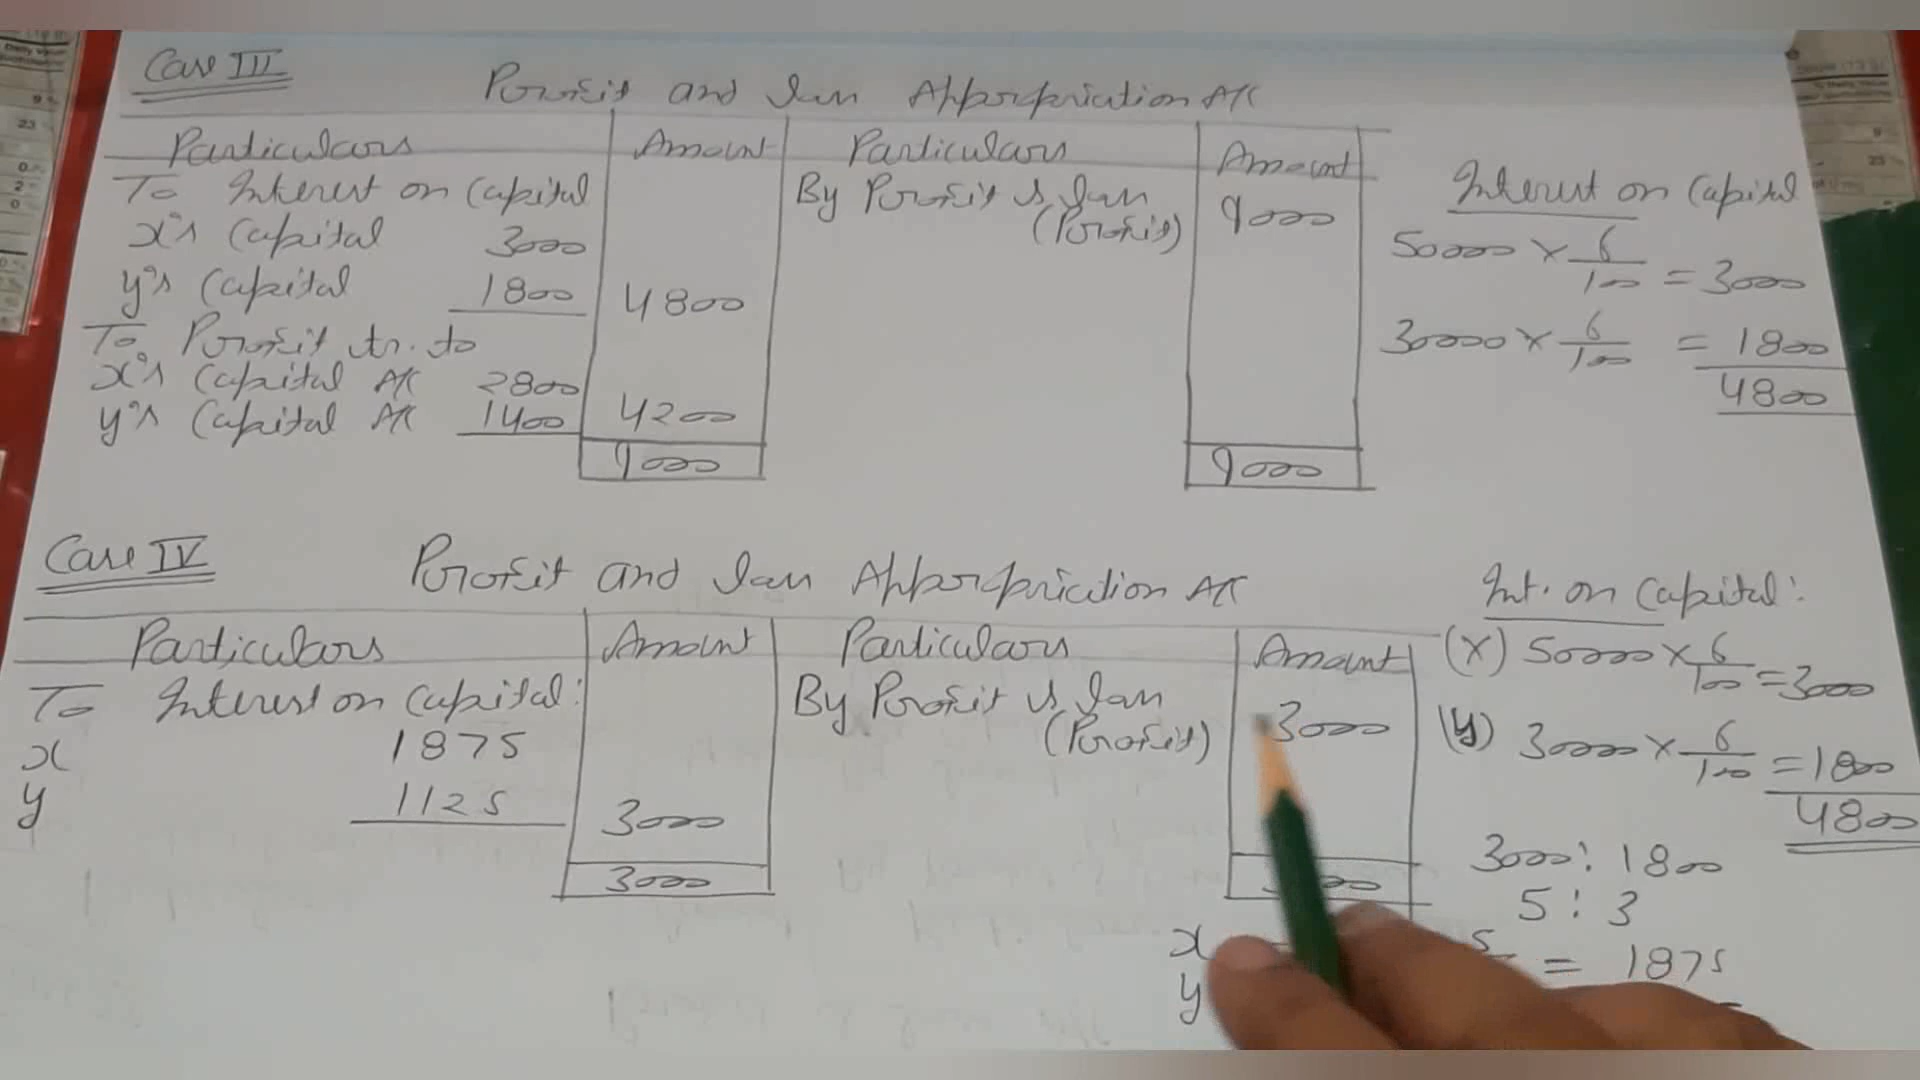 Case III
Profit and Loss Appropriation A/C
Particulars Amount Particulars Amount
To Interest on Capital
x's Capital 3000
y's Capital 1800 4800
To Profit tr. to
x's Capital A/C 2800
y's Capital A/C 1400 4200
9000
By Profit & Loss
(Profit) 9000
9000
Interest on Capital
50000 × 6/100 = 3000
30000 × 6/100 = 1800
4800
Case IV
Profit and Loss Appropriation A/C
Particulars Amount Particulars Amount
To Interest on Capital:
x 1875
y 1125 3000
3000
By Profit & Loss
(Profit) 3000
Int. on Capital:
(X) 50000 × 6/100 = 3000
(y) 30000 × 6/100 = 1800
4800
3000 : 1800
5 : 3
x 5 = 1875
y